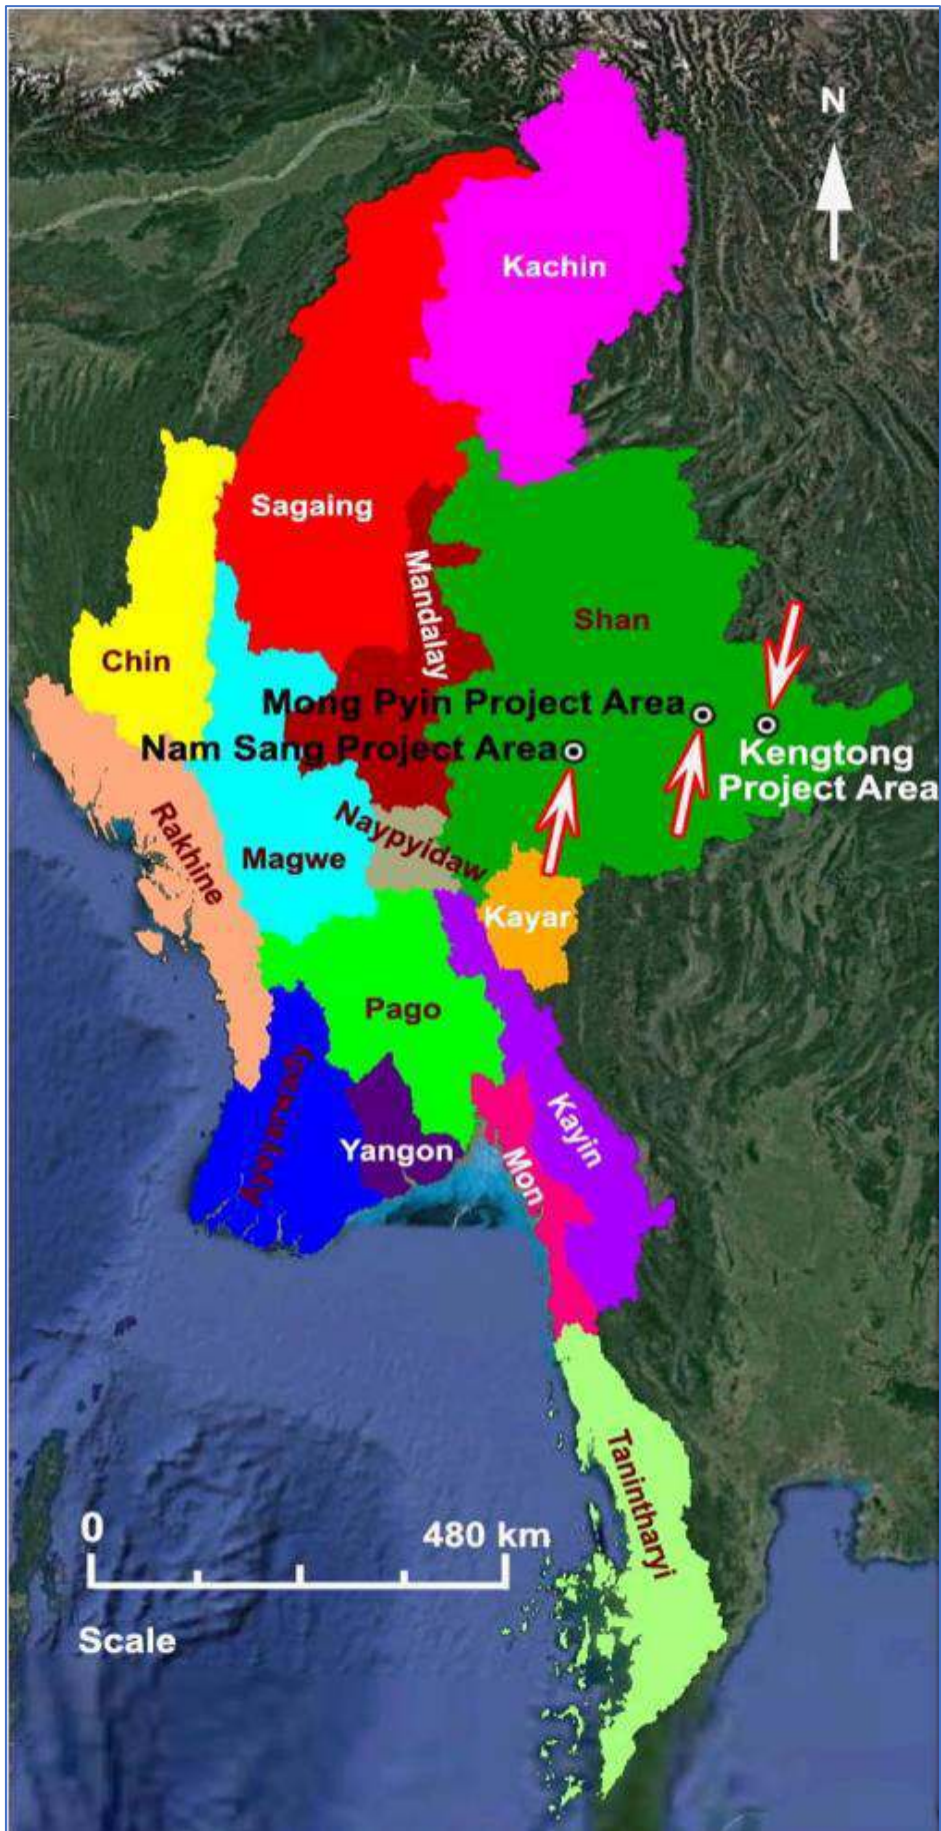 N
Kachin
Sagaing
Mandalay
Shan
Chin
Mong Pyin Project Area
Nam Sang Project Area
Kengtong
Project Area
Rakhine
Magwe
Naypyidaw
Kayar
Pago
Ayeyarwady
Yangon
Mon
Kayin
Tanintharyi
0
480 km
Scale